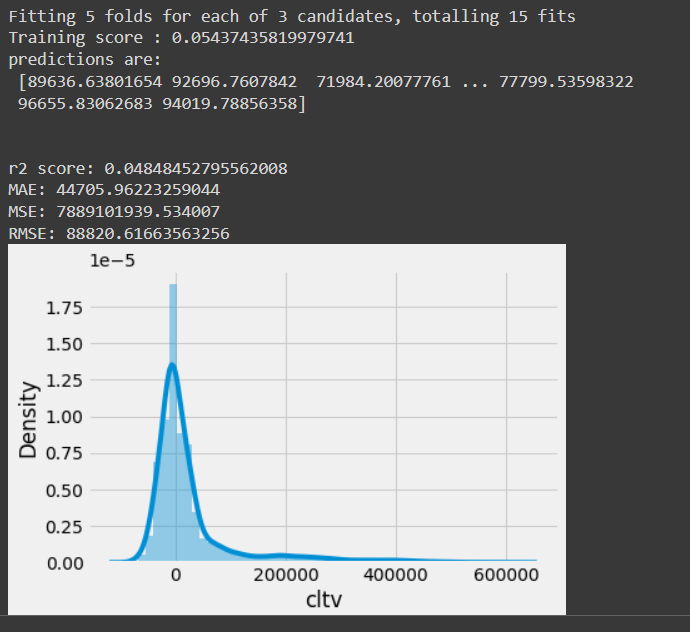 Fitting 5 folds for each of 3 candidates, totalling 15 fits
Training score : 0.05437435819979741
predictions are:
[89636.63801654 92696.7607842 71984.20077761 ... 77799.53598322
96655.83062683 94019.78856358]
r2 score: 0.04848452795562008
MAE: 44705.96223259044
MSE: 7889101939.534007
RMSE: 88820.61663563256
1e−5
1.75
1.50
1.25
1.00
0.75
0.50
0.25
0.00
Density
0 200000 400000 600000
cltv